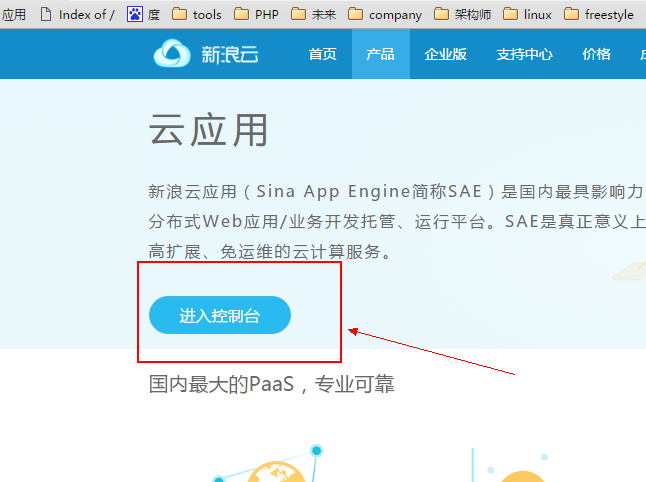 应用 Index of / 度 tools PHP 未来 company 架构师 linux freestyle
新浪云 首页 产品 企业版 支持中心 价格
云应用
新浪云应用（Sina App Engine简称SAE）是国内最具影响力
分布式Web应用/业务开发托管、运行平台。SAE是真正意义上
高扩展、免运维的云计算服务。
进入控制台
国内最大的PaaS，专业可靠